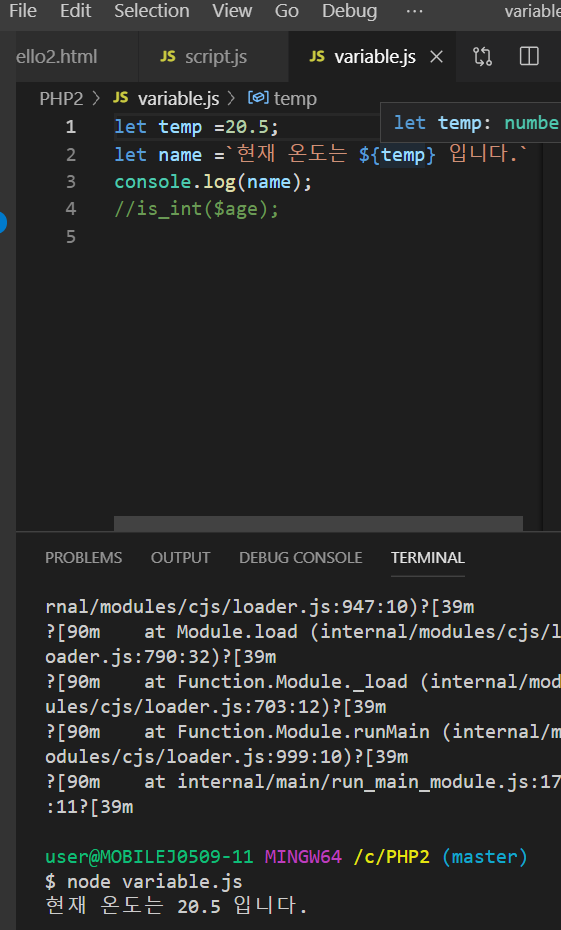 File Edit Selection View Go Debug ··· variable
ello2.html JS script.js JS variable.js
PHP2 > JS variable.js > temp
1 let temp =20.5;
let temp: numbe
2 let name =`현재 온도는 ${temp} 입니다.`
3 console.log(name);
4 //is_int($age);
5
PROBLEMS OUTPUT DEBUG CONSOLE TERMINAL
rnal/modules/cjs/loader.js:947:10)?[39m
?[90m    at Module.load (internal/modules/cjs/l
oader.js:790:32)?[39m
?[90m    at Function.Module._load (internal/mod
ules/cjs/loader.js:703:12)?[39m
?[90m    at Function.Module.runMain (internal/m
odules/cjs/loader.js:999:10)?[39m
?[90m    at internal/main/run_main_module.js:17
:11?[39m
user@MOBILEJ0509-11 MINGW64 /c/PHP2 (master)
$ node variable.js
현재 온도는 20.5 입니다.